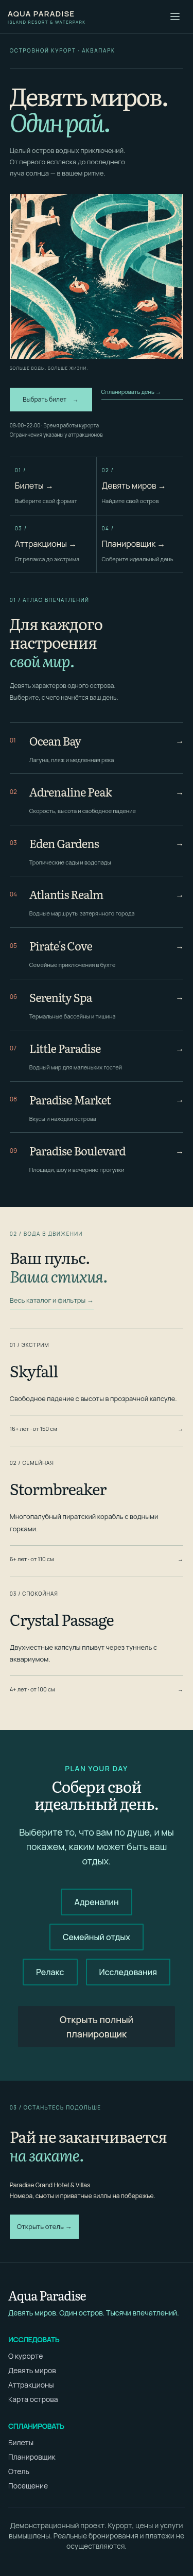 AQUA PARADISE
ISLAND RESORT & WATERPARK
ОСТРОВНОЙ КУРОРТ · АКВАПАРК
Девять миров.
Один рай.
Целый остров водных приключений.
От первого всплеска до последнего
луча солнца — в вашем ритме.
БОЛЬШЕ ВОДЫ. БОЛЬШЕ ЖИЗНИ.
Выбрать билет →
Спланировать день →
09:00–22:00 · Время работы курорта
Ограничения указаны у аттракционов
01 /
Билеты →
Выберите свой формат
02 /
Девять миров →
Найдите свой остров
03 /
Аттракционы →
От релакса до экстрима
04 /
Планировщик →
Соберите идеальный день
01 / АТЛАС ВПЕЧАТЛЕНИЙ
Для каждого
настроения
свой мир.
Девять характеров одного острова.
Выберите, с чего начнётся ваш день.
01 Ocean Bay →
Лагуна, пляж и медленная река
02 Adrenaline Peak →
Скорость, высота и свободное падение
03 Eden Gardens →
Тропические сады и водопады
04 Atlantis Realm →
Водные маршруты затерянного города
05 Pirate's Cove →
Семейные приключения в бухте
06 Serenity Spa →
Термальные бассейны и тишина
07 Little Paradise →
Водный мир для маленьких гостей
08 Paradise Market →
Вкусы и находки острова
09 Paradise Boulevard →
Площади, шоу и вечерние прогулки
02 / ВОДА В ДВИЖЕНИИ
Ваш пульс.
Ваша стихия.
Весь каталог и фильтры →
01 / ЭКСТРИМ
Skyfall
Свободное падение с высоты в прозрачной капсуле.
16+ лет · от 150 см →
02 / СЕМЕЙНАЯ
Stormbreaker
Многопалубный пиратский корабль с водными
горками.
6+ лет · от 110 см →
03 / СПОКОЙНАЯ
Crystal Passage
Двухместные капсулы плывут через туннель с
аквариумом.
4+ лет · от 100 см →
PLAN YOUR DAY
Собери свой
идеальный день.
Выберите то, что вам по душе, и мы
покажем, каким может быть ваш
отдых.
Адреналин
Семейный отдых
Релакс
Исследования
Открыть полный
планировщик
03 / ОСТАНЬТЕСЬ ПОДОЛЬШЕ
Рай не заканчивается
на закате.
Paradise Grand Hotel & Villas
Номера, сьюты и приватные виллы на побережье.
Открыть отель →
Aqua Paradise
Девять миров. Один остров. Тысячи впечатлений.
ИССЛЕДОВАТЬ
О курорте
Девять миров
Аттракционы
Карта острова
СПЛАНИРОВАТЬ
Билеты
Планировщик
Отель
Посещение
Демонстрационный проект. Курорт, цены и услуги
вымышлены. Реальные бронирования и платежи не
осуществляются.